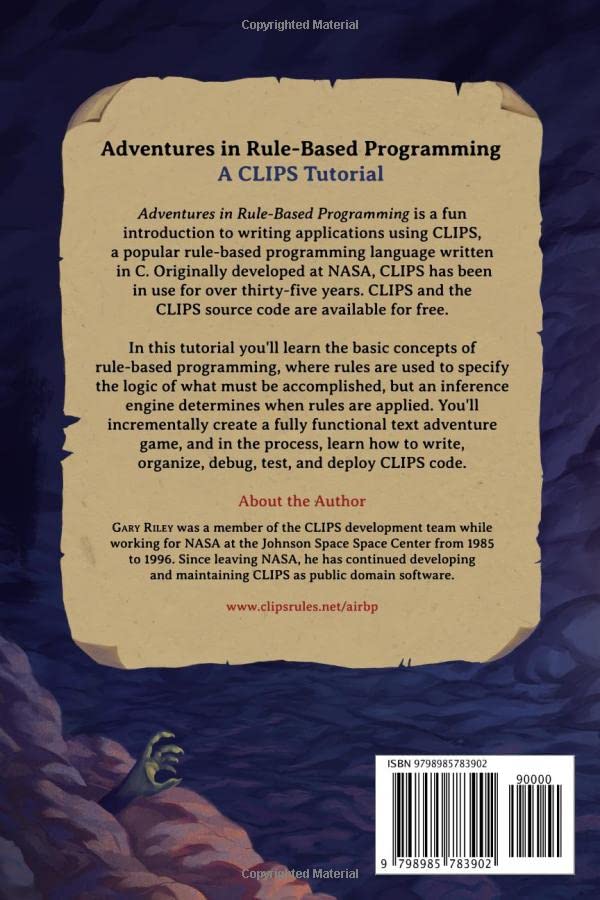 Copyrighted Material
Adventures in Rule-Based Programming
A CLIPS Tutorial
Adventures in Rule-Based Programming is a fun
introduction to writing applications using CLIPS,
a popular rule-based programming language written
in C. Originally developed at NASA, CLIPS has been
in use for over thirty-five years. CLIPS and the
CLIPS source code are available for free.
In this tutorial you'll learn the basic concepts of
rule-based programming, where rules are used to specify
the logic of what must be accomplished, but an inference
engine determines when rules are applied. You'll
incrementally create a fully functional text adventure
game, and in the process, learn how to write,
organize, debug, test, and deploy CLIPS code.
About the Author
Gary Riley was a member of the CLIPS development team while
working for NASA at the Johnson Space Space Center from 1985
to 1996. Since leaving NASA, he has continued developing
and maintaining CLIPS as public domain software.
www.clipsrules.net/airbp
ISBN 9798985783902
90000
9 798985 783902
Copyrighted Material